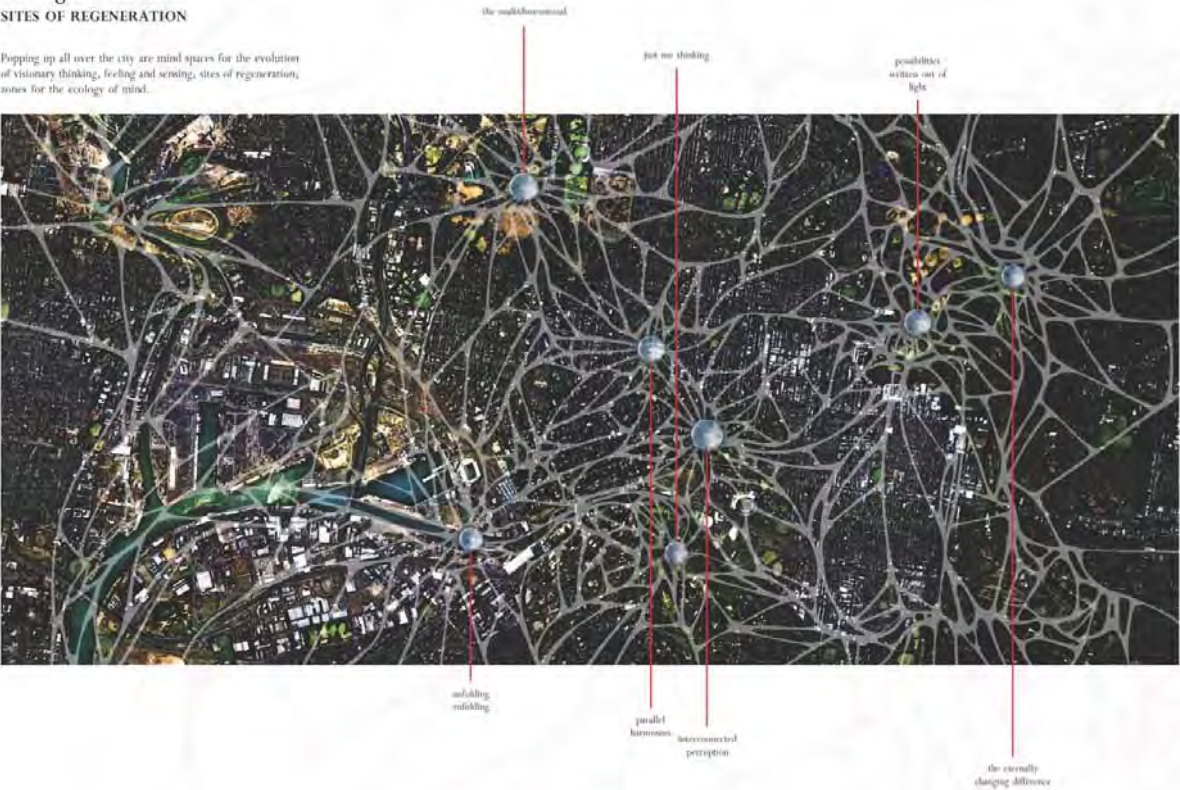 SITES OF REGENERATION
Popping up all over the city are mind spaces for the evolution
of visionary thinking, feeling and sensing; sites of regeneration;
zones for the ecology of mind.
the multidimensional
just no thinking
possibilities
written out of
light
unfolding
enfolding
parallel
harmonies
interconnected
perception
the eternally
changing difference